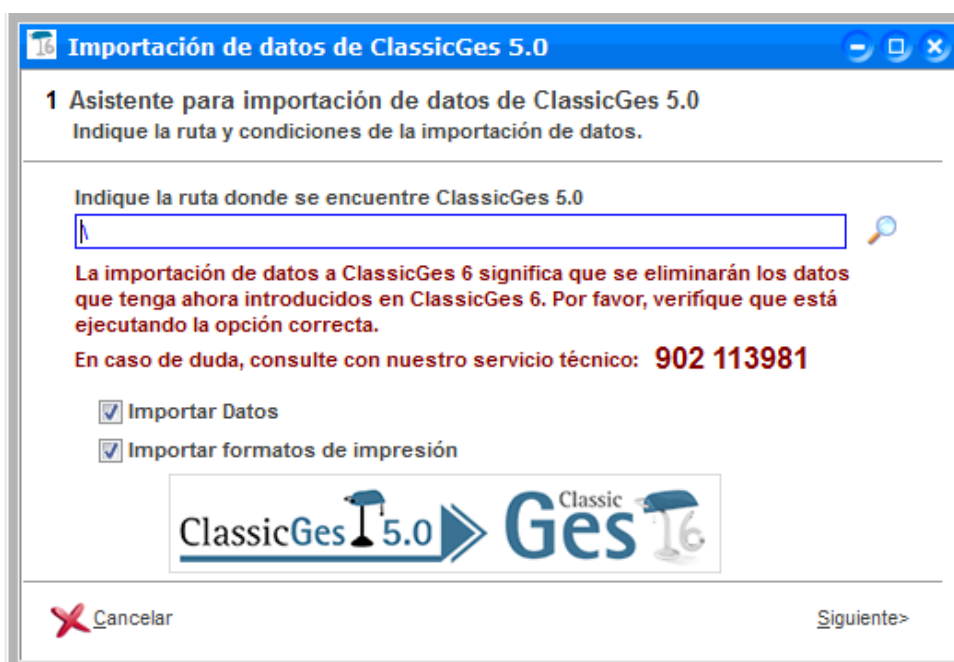 16 Importación de datos de ClassicGes 5.0
1 Asistente para importación de datos de ClassicGes 5.0
Indique la ruta y condiciones de la importación de datos.
Indique la ruta donde se encuentre ClassicGes 5.0
\
La importación de datos a ClassicGes 6 significa que se eliminarán los datos
que tenga ahora introducidos en ClassicGes 6. Por favor, verifique que está
ejecutando la opción correcta.
En caso de duda, consulte con nuestro servicio técnico: 902 113981
Importar Datos
Importar formatos de impresión
ClassicGes 5.0 Classic Ges 6
Cancelar Siguiente>